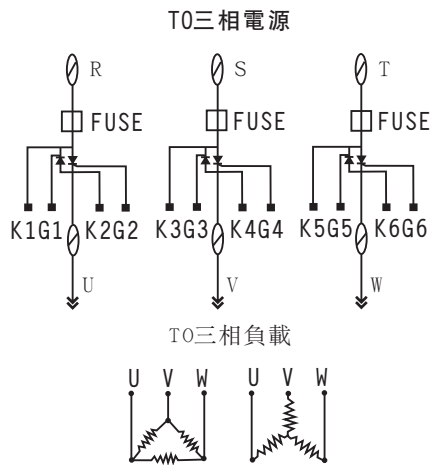 TO三相電源
R S T
FUSE FUSE FUSE
K1G1 K2G2 K3G3 K4G4 K5G5 K6G6
U V W
TO三相負載
U V W U V W